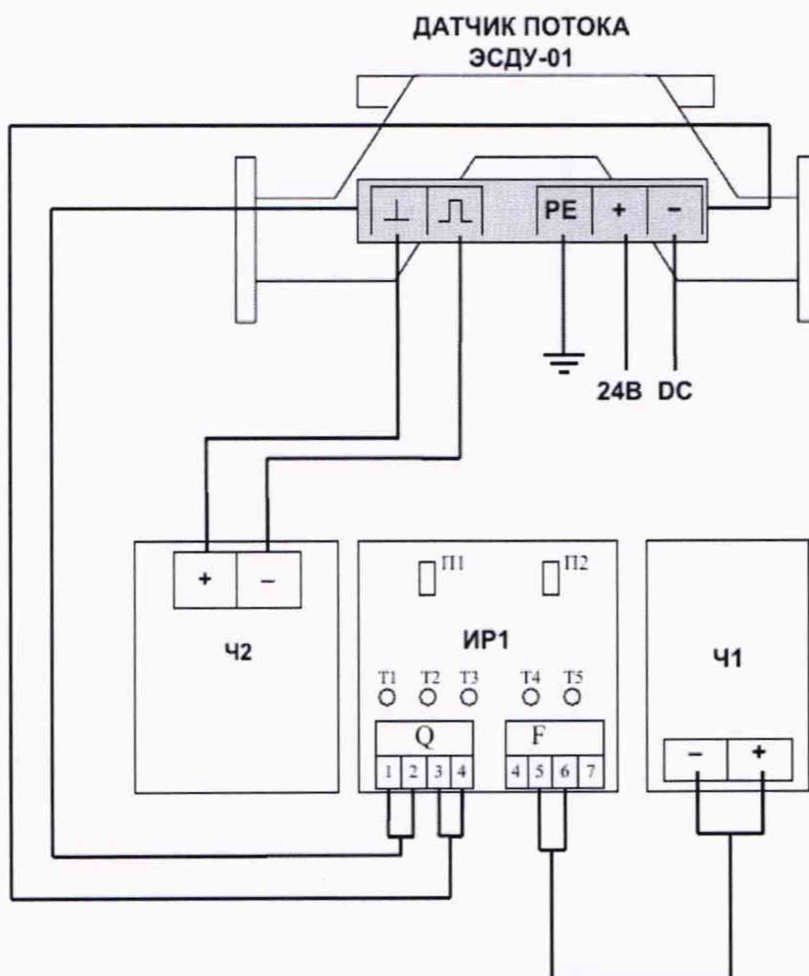 ДАТЧИК ПОТОКА
ЭСДУ-01
⊥ ⎍ PE + −
24В DC
+ −
Ч2
П1 П2
ИР1
Т1 Т2 Т3 Т4 Т5
Q F
1 2 3 4 4 5 6 7
Ч1
− +